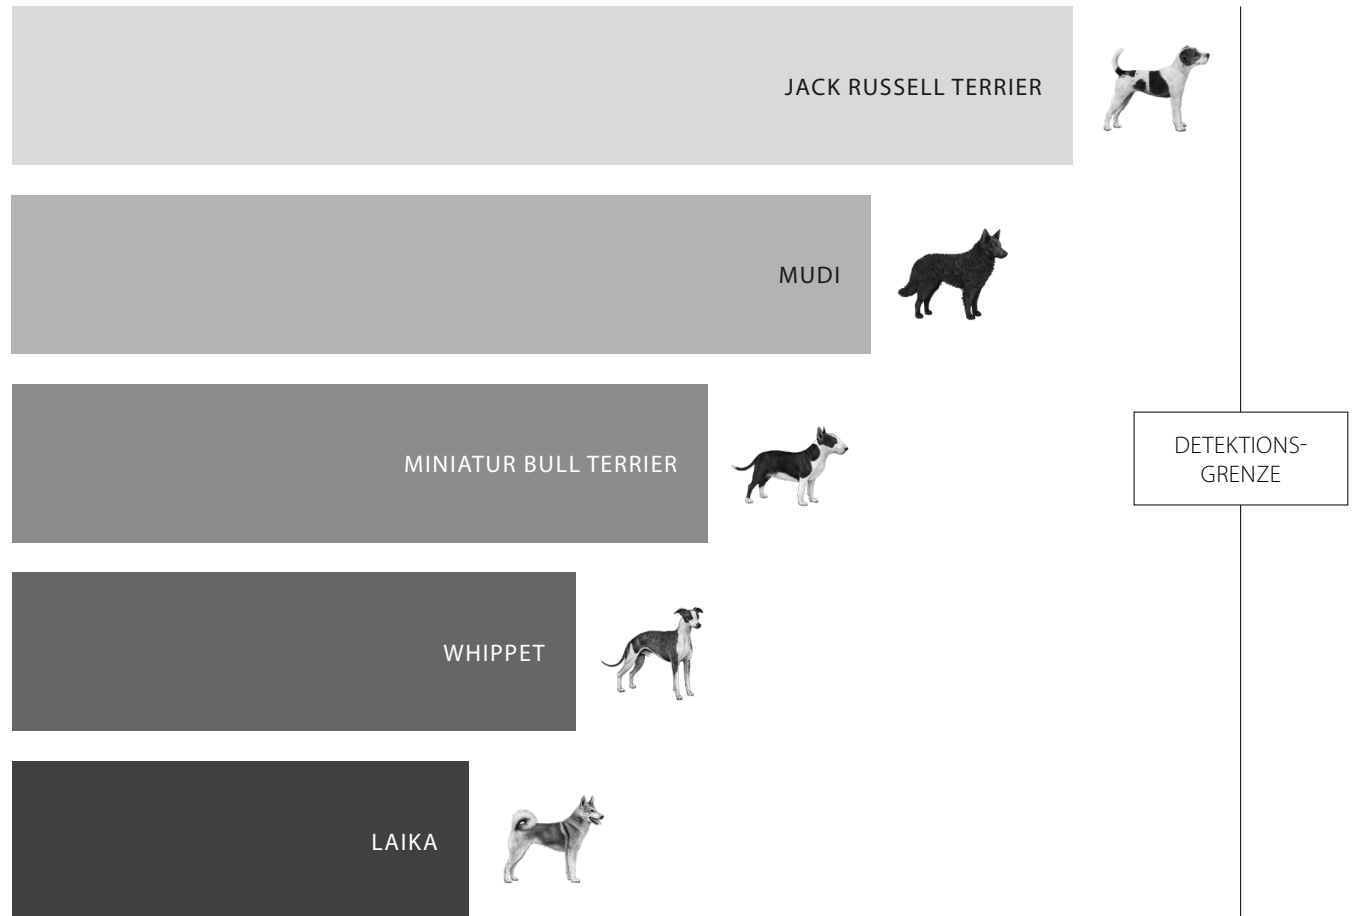 JACK RUSSELL TERRIER
MUDI
MINIATUR BULL TERRIER
DETEKTIONS-
GRENZE
WHIPPET
LAIKA